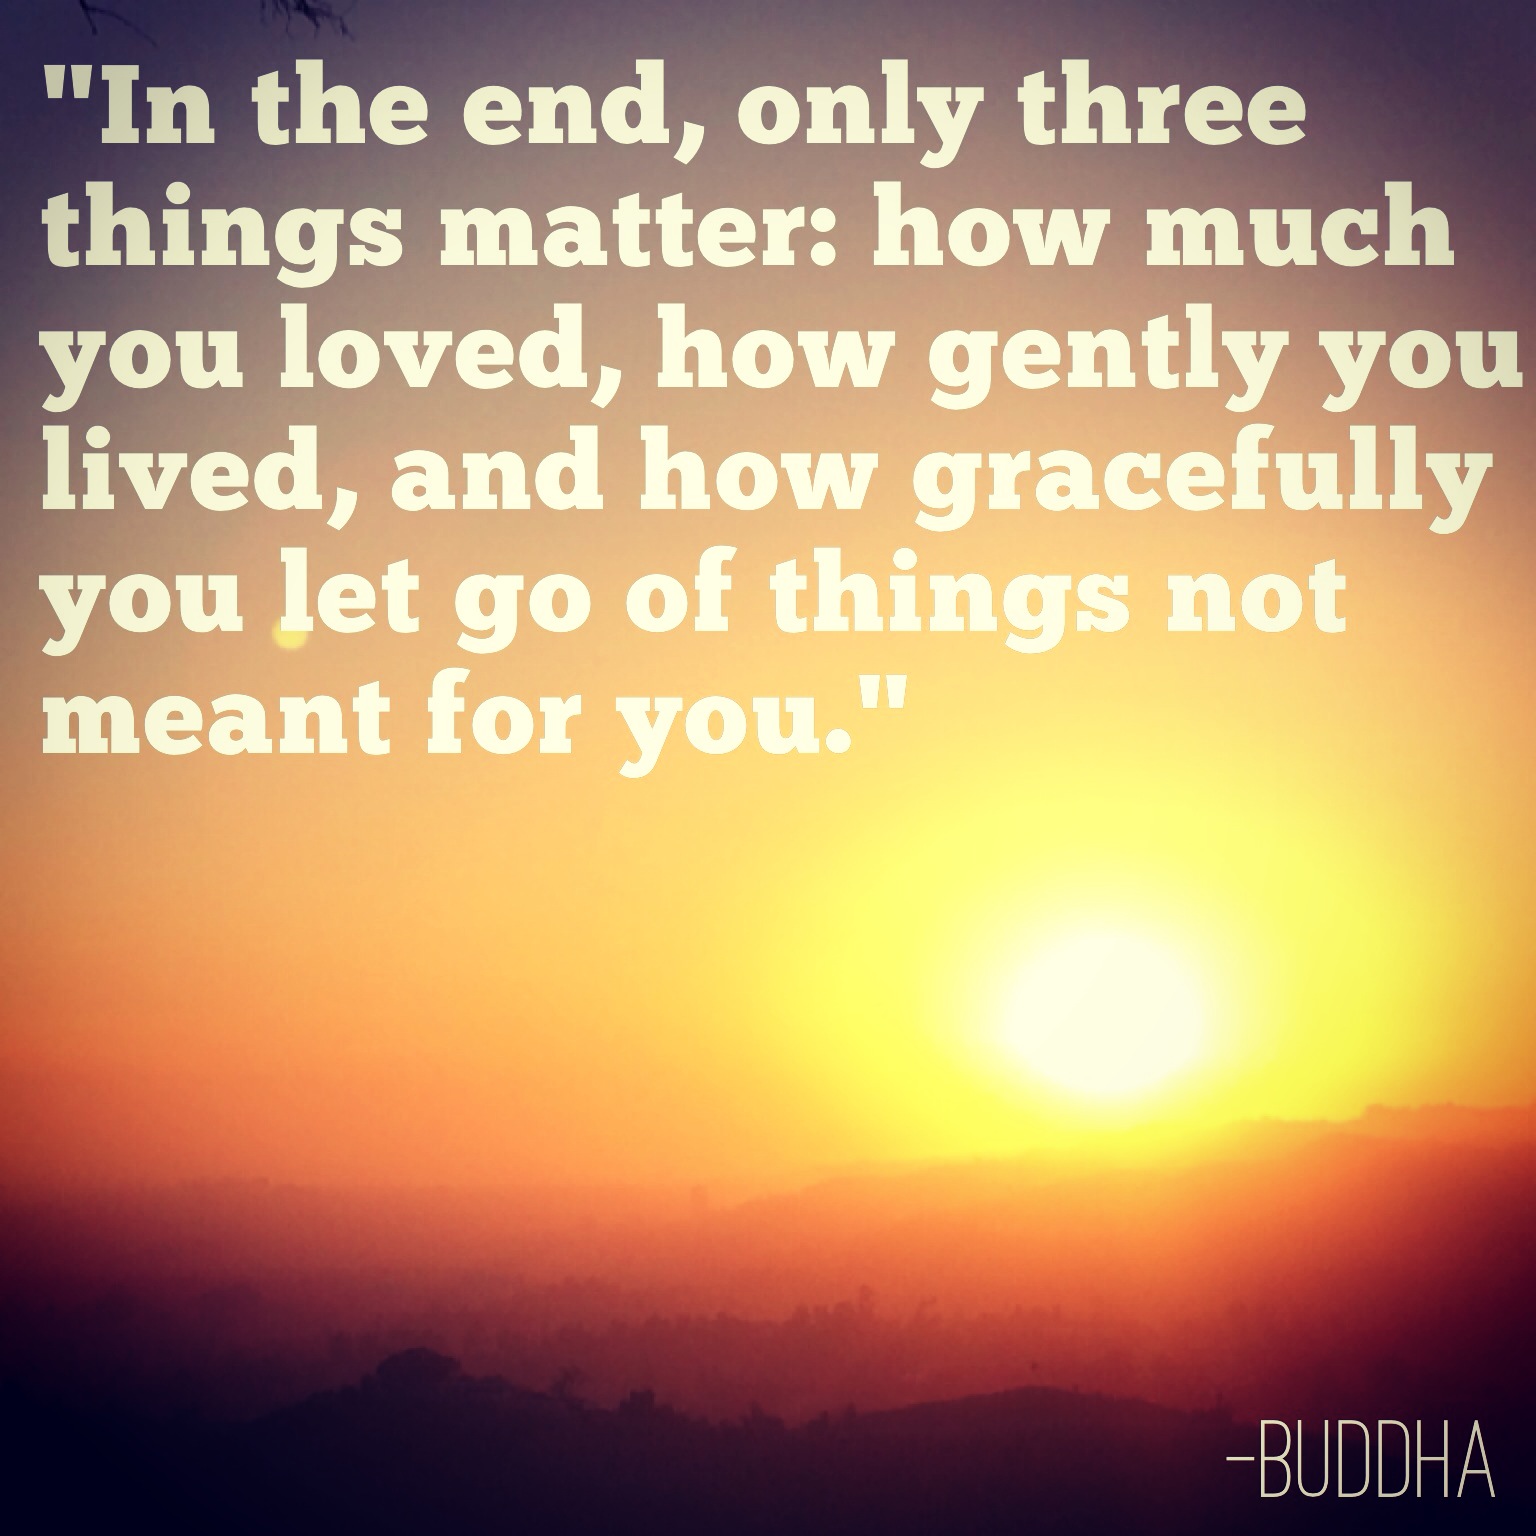 "In the end, only three
things matter: how much
you loved, how gently you
lived, and how gracefully
you let go of things not
meant for you."
-BUDDHA